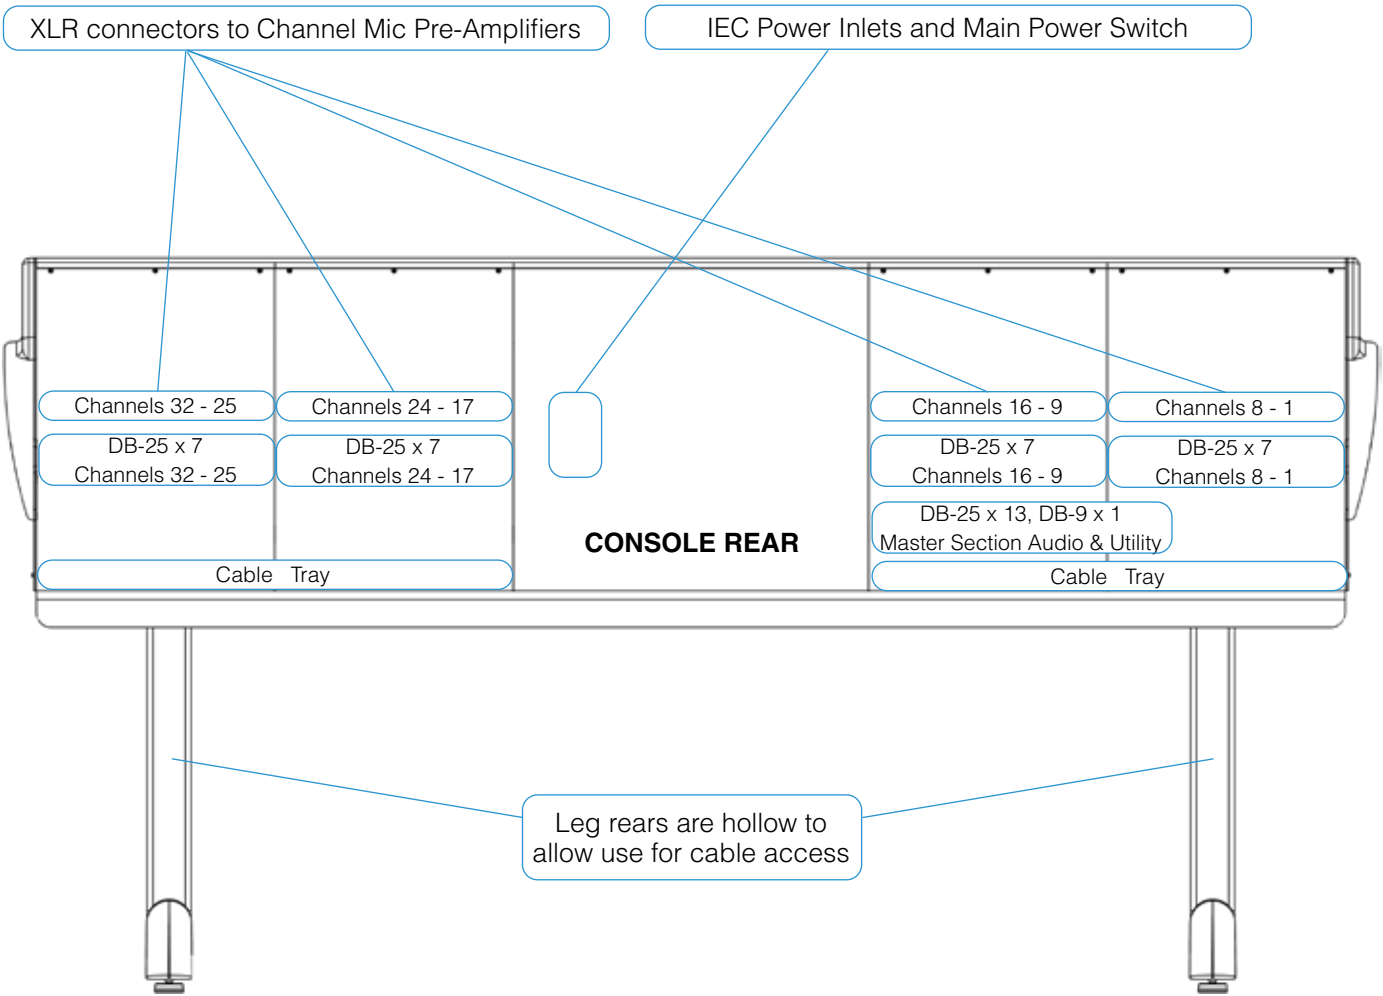 XLR connectors to Channel Mic Pre-Amplifiers
IEC Power Inlets and Main Power Switch
Channels 32 - 25
Channels 24 - 17
Channels 16 - 9
Channels 8 - 1
DB-25 x 7
Channels 32 - 25
DB-25 x 7
Channels 24 - 17
DB-25 x 7
Channels 16 - 9
DB-25 x 7
Channels 8 - 1
DB-25 x 13, DB-9 x 1
Master Section Audio & Utility
CONSOLE REAR
Cable Tray
Cable Tray
Leg rears are hollow to
allow use for cable access